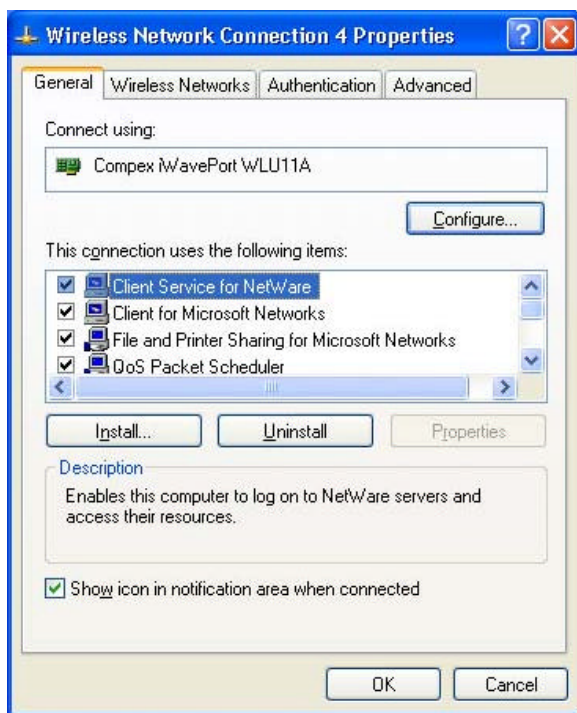 Wireless Network Connection 4 Properties
General Wireless Networks Authentication Advanced
Connect using:
Compex iWavePort WLU11A
Configure...
This connection uses the following items:
Client Service for NetWare
Client for Microsoft Networks
File and Printer Sharing for Microsoft Networks
QoS Packet Scheduler
Install... Uninstall Properties
Description
Enables this computer to log on to NetWare servers and
access their resources.
Show icon in notification area when connected
OK Cancel